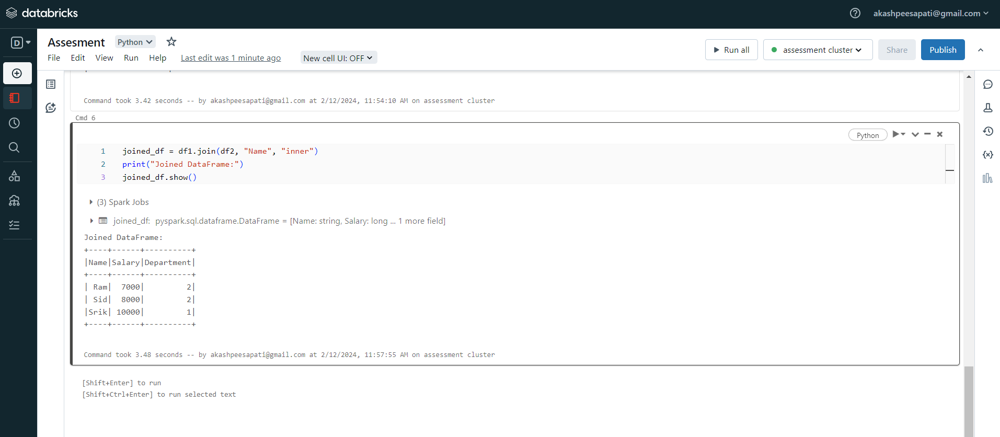 databricks
akashpeesapati@gmail.com
D
Assesment Python
File Edit View Run Help Last edit was 1 minute ago New cell UI: OFF
Run all assessment cluster Share Publish
Command took 3.42 seconds -- by akashpeesapati@gmail.com at 2/12/2024, 11:54:10 AM on assessment cluster
Cmd 6
Python
1 joined_df = df1.join(df2, "Name", "inner")
2 print("Joined DataFrame:")
3 joined_df.show()
(3) Spark Jobs
joined_df: pyspark.sql.dataframe.DataFrame = [Name: string, Salary: long ... 1 more field]
Joined DataFrame:
+----+------+----------+
|Name|Salary|Department|
+----+------+----------+
| Ram|  7000|         2|
| Sid|  8000|         2|
|Srik| 10000|         1|
+----+------+----------+
Command took 3.48 seconds -- by akashpeesapati@gmail.com at 2/12/2024, 11:57:55 AM on assessment cluster
[Shift+Enter] to run
[Shift+Ctrl+Enter] to run selected text